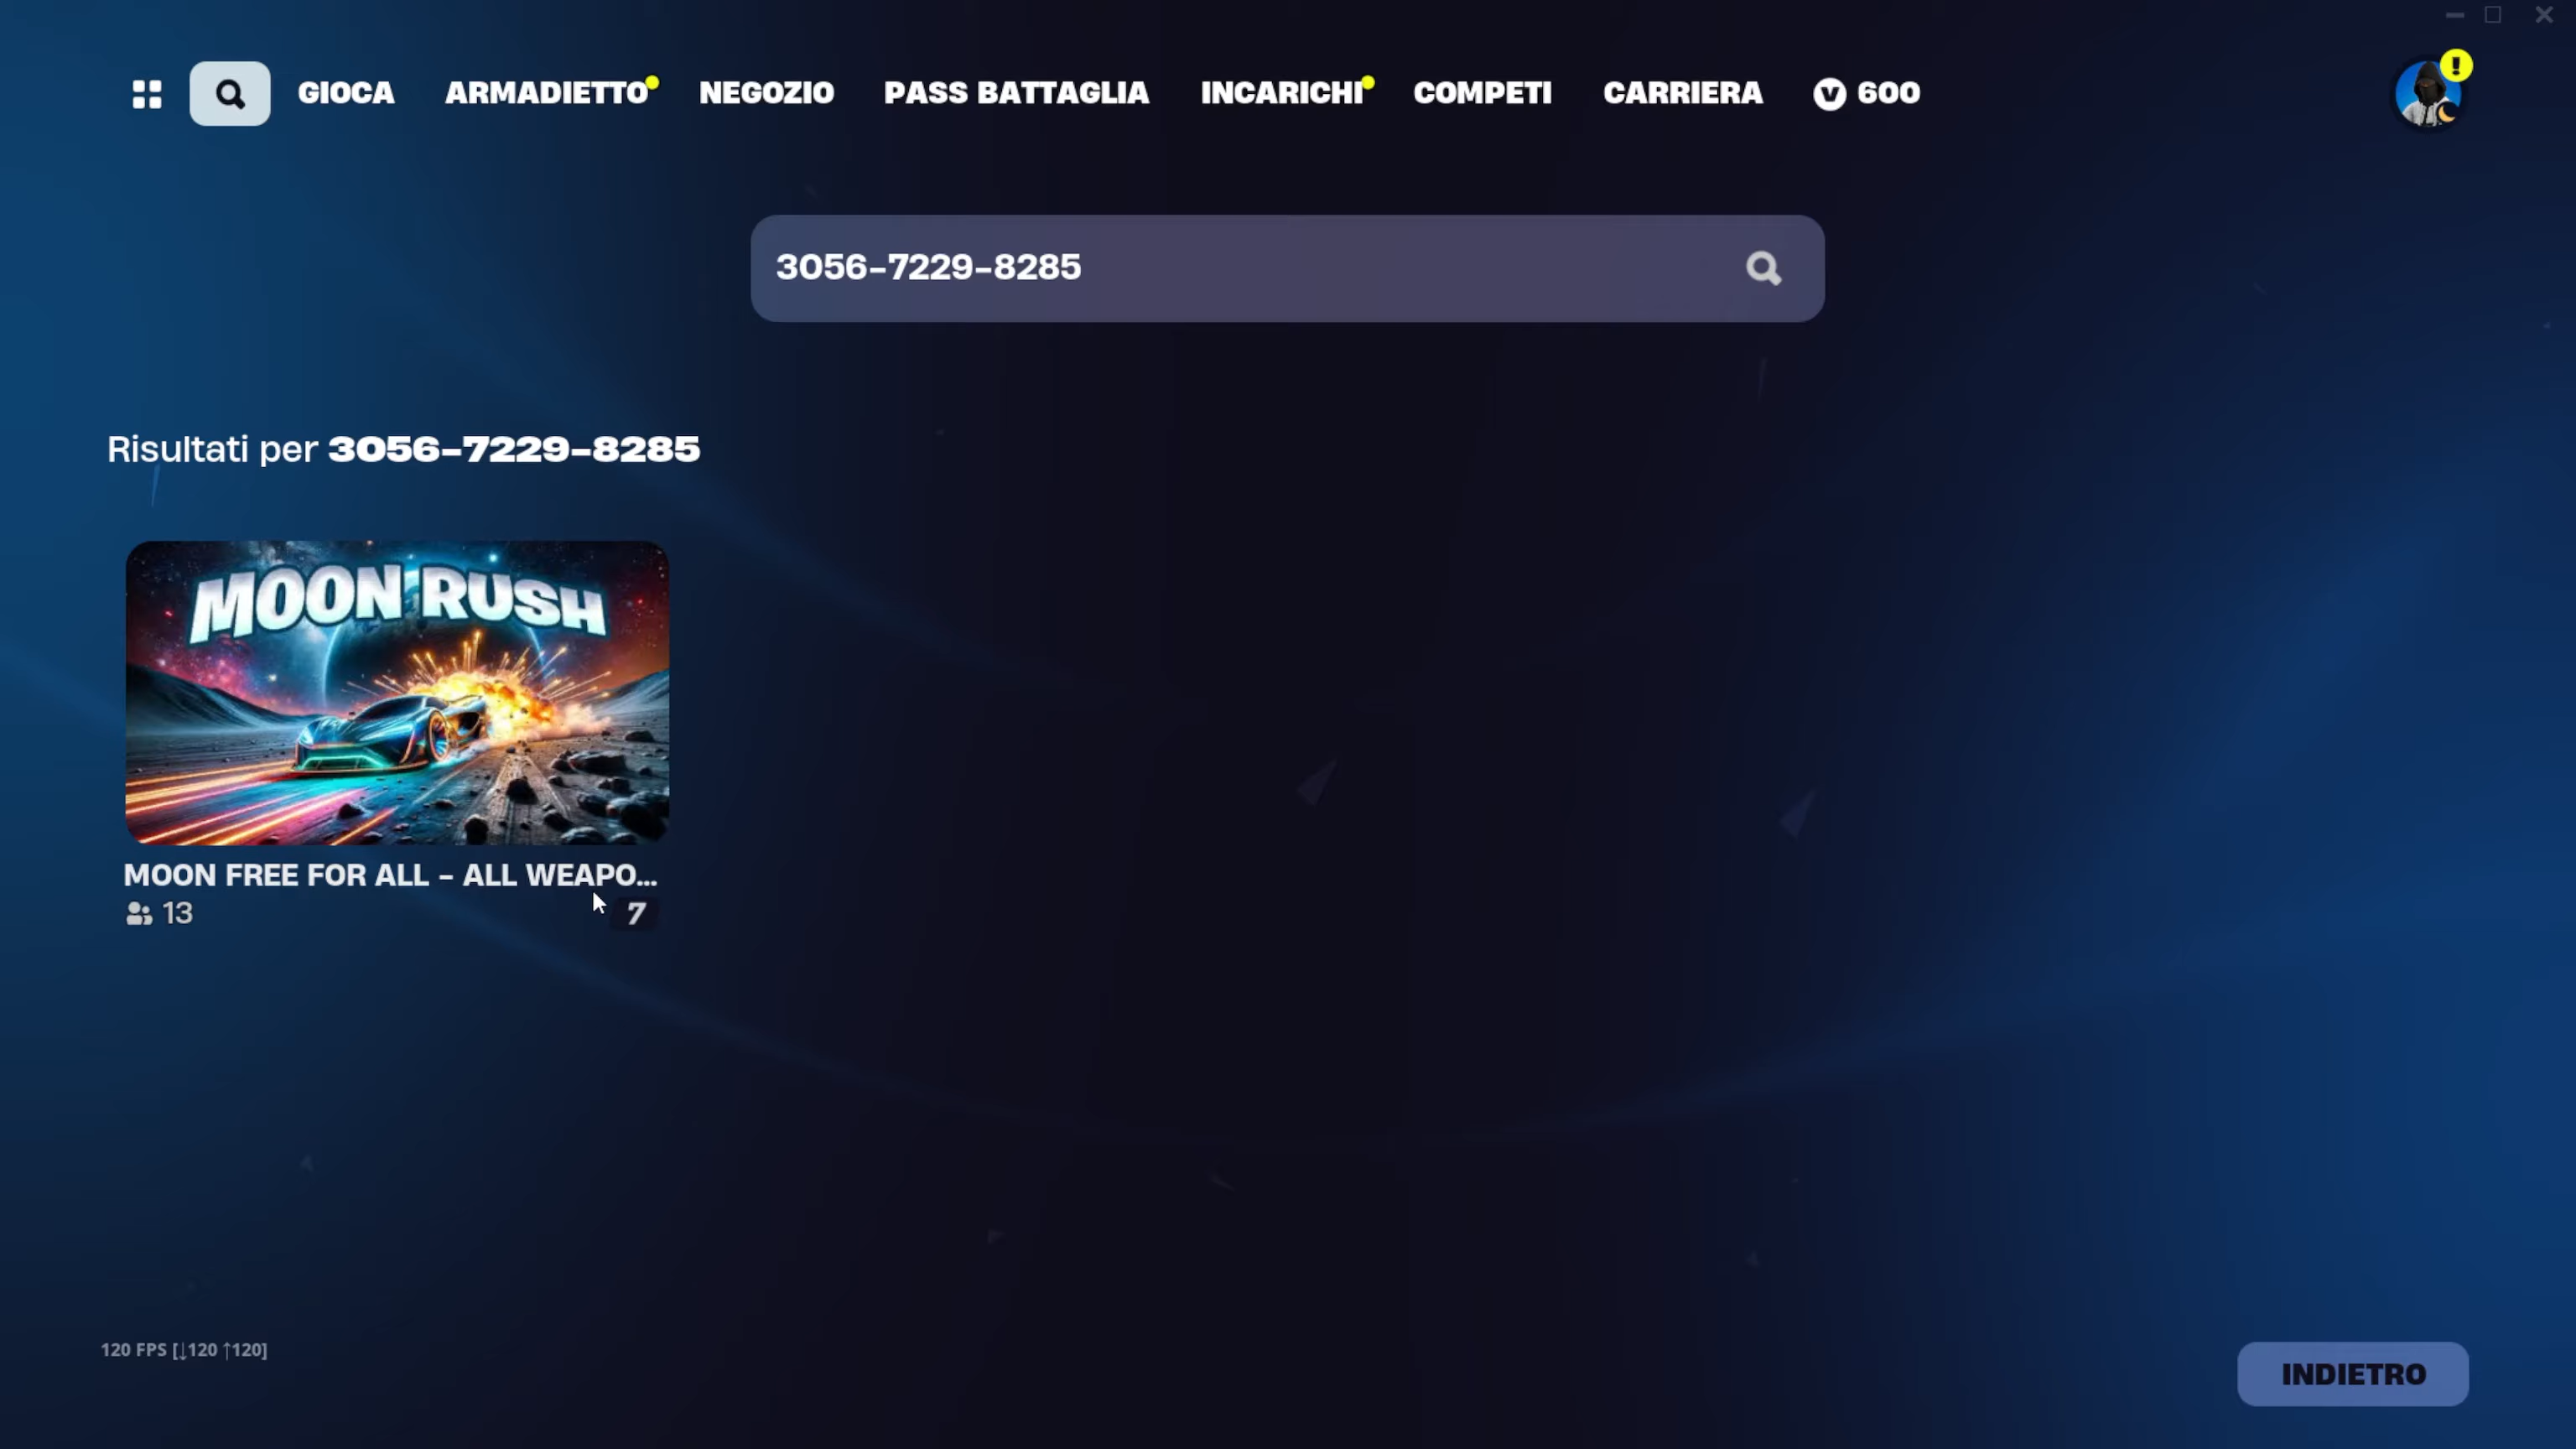 GIOCA ARMADIETTO NEGOZIO PASS BATTAGLIA INCARICHI COMPETI CARRIERA V 600 !
3056-7229-8285
Risultati per 3056-7229-8285
MOON RUSH
MOON FREE FOR ALL - ALL WEAPO...
13 7
120 FPS [↓120 ↑120]
INDIETRO